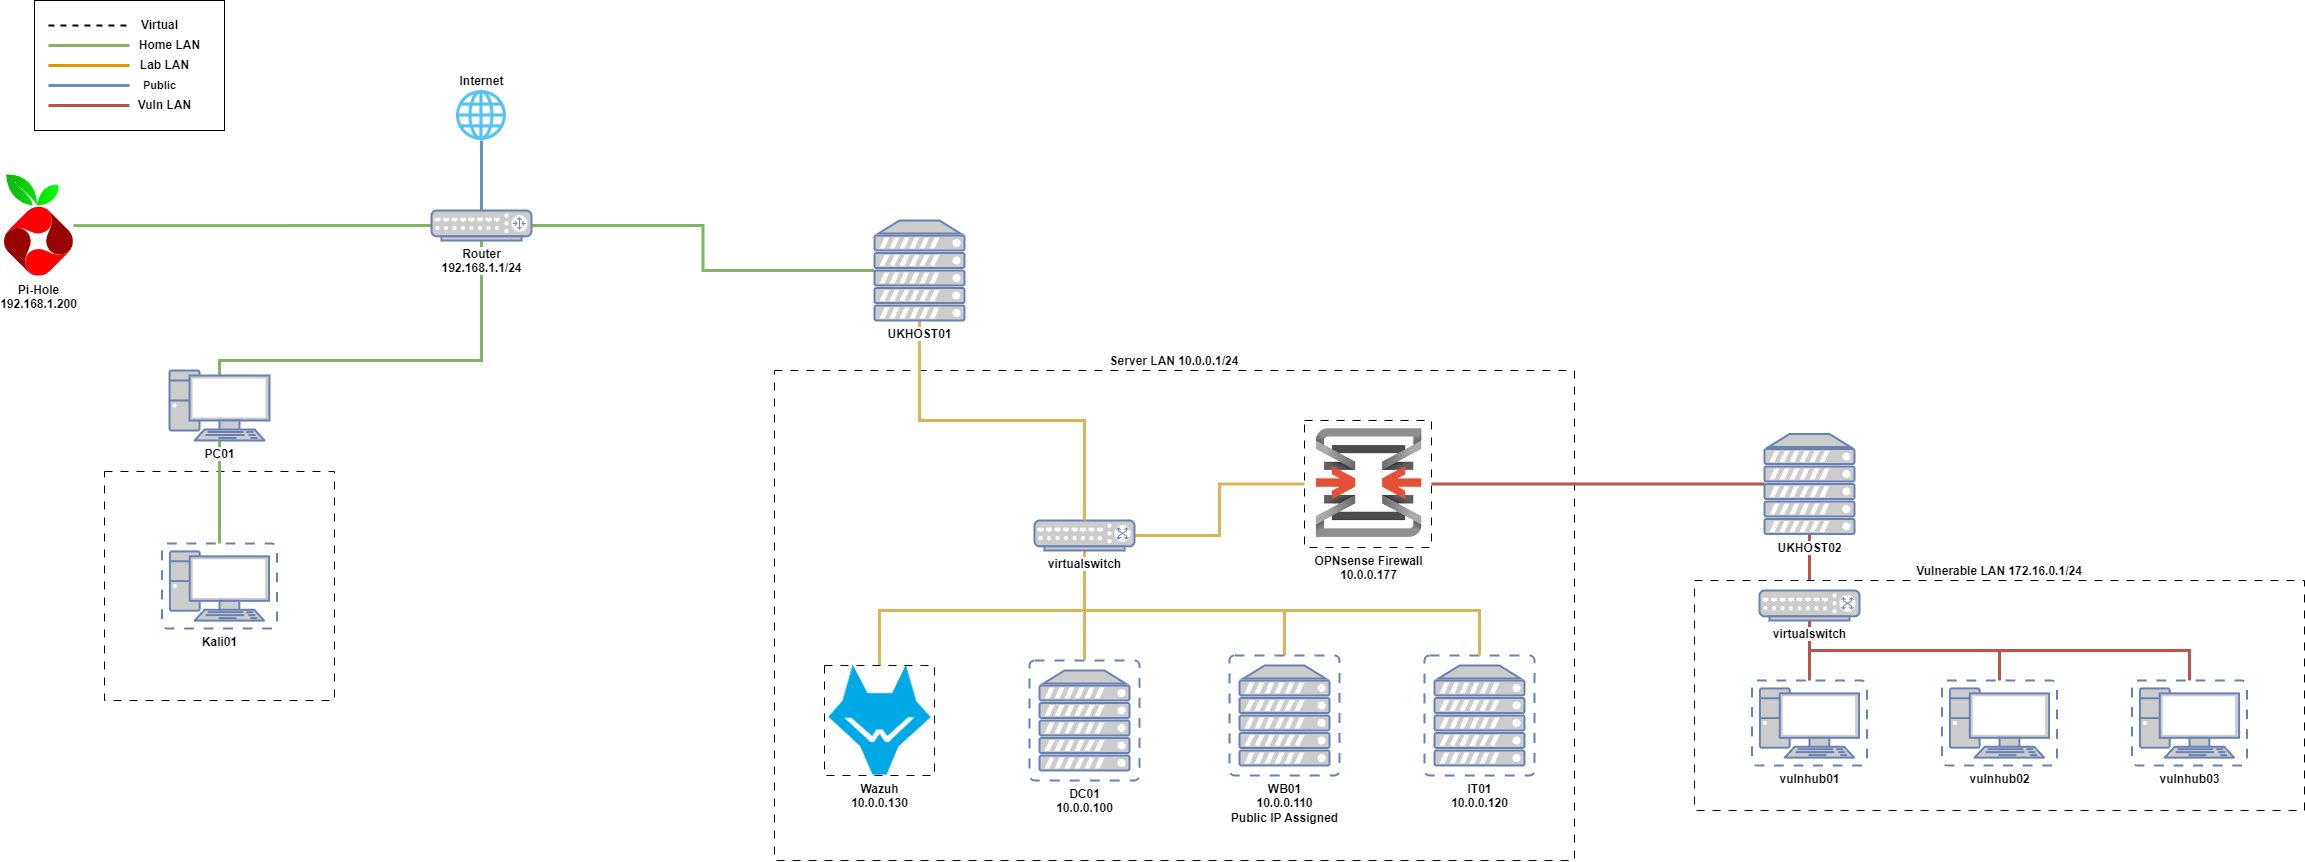 Virtual
Home LAN
Lab LAN
Public
Vuln LAN
Internet
Router
192.168.1.1/24
Pi-Hole
192.168.1.200
UKHOST01
PC01
Kali01
Server LAN 10.0.0.1/24
virtualswitch
OPNsense Firewall
10.0.0.177
Wazuh
10.0.0.130
DC01
10.0.0.100
WB01
10.0.0.110
Public IP Assigned
IT01
10.0.0.120
UKHOST02
Vulnerable LAN 172.16.0.1/24
virtualswitch
vulnhub01
vulnhub02
vulnhub03